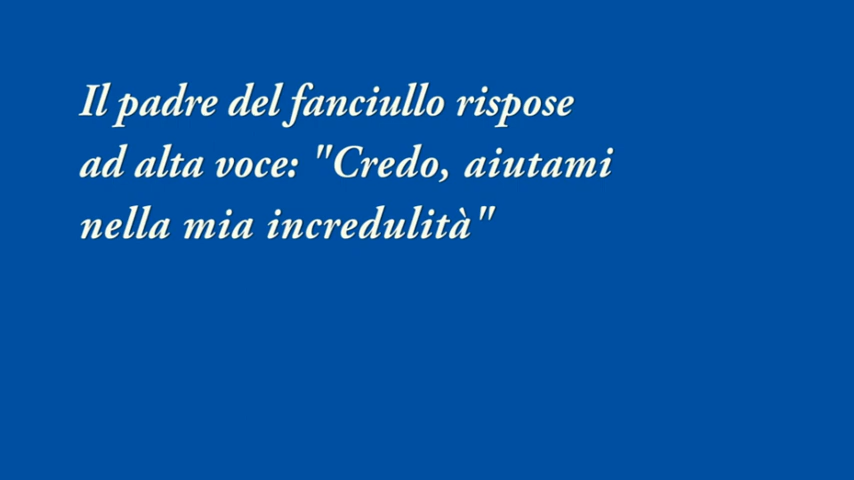 Il padre del fanciullo rispose
ad alta voce: "Credo, aiutami
nella mia incredulità"